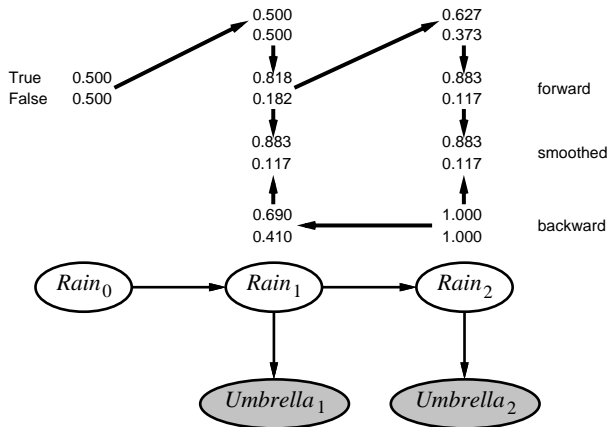 0.500 0.627
0.500 0.373
True 0.500 0.818 0.883 forward
False 0.500 0.182 0.117
0.883 0.883 smoothed
0.117 0.117
0.690 1.000 backward
0.410 1.000
Rain0 Rain1 Rain2
Umbrella1 Umbrella2